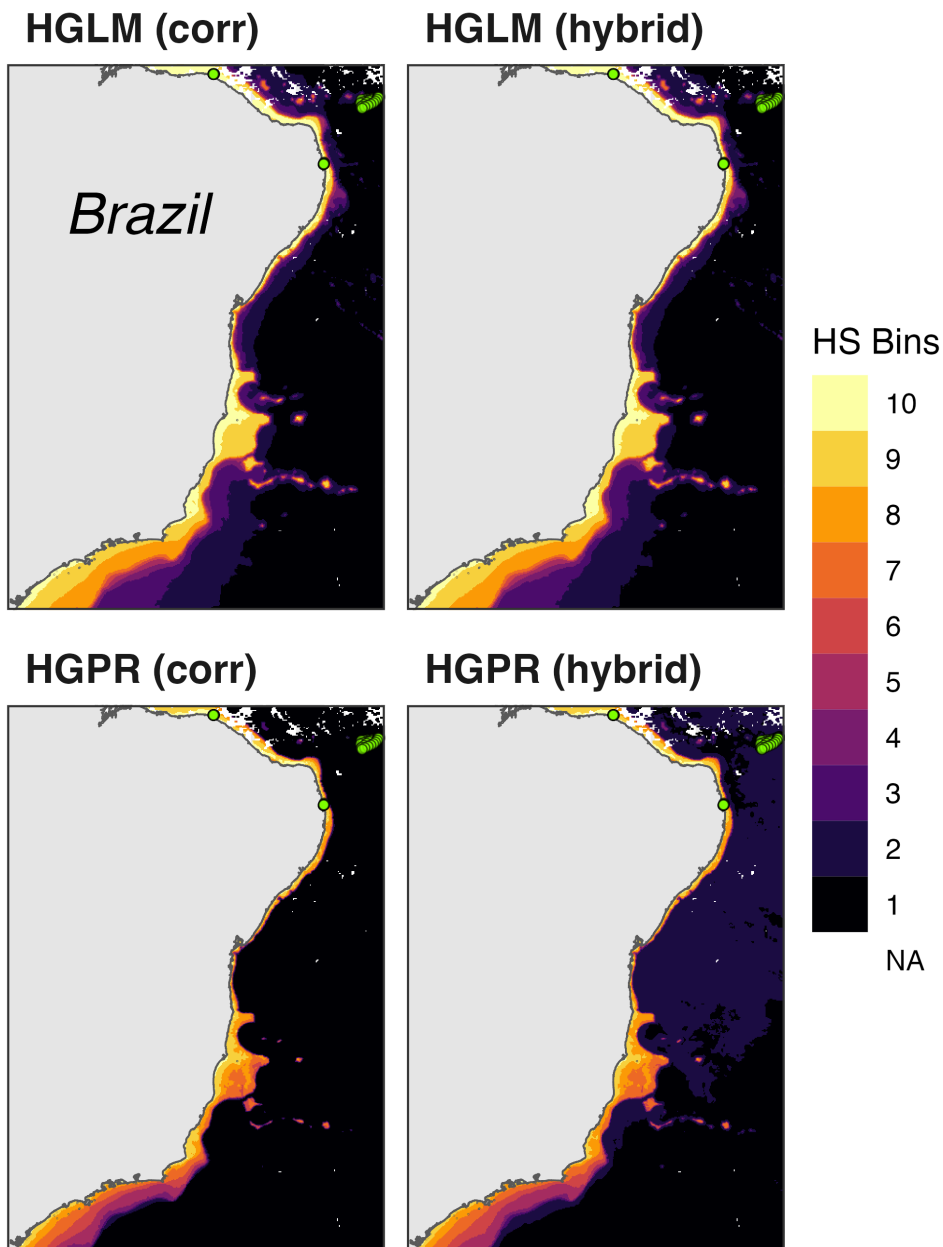 HGLM (corr)
HGLM (hybrid)
Brazil
HS Bins
10
9
8
7
6
5
4
3
2
1
NA
HGPR (corr)
HGPR (hybrid)